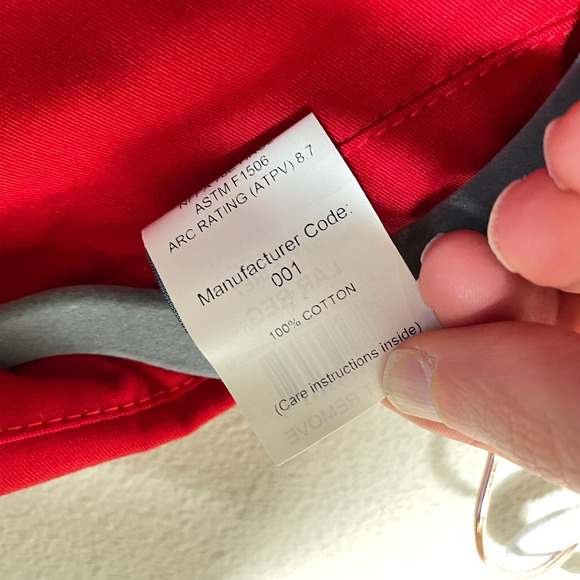 ASTM F1506
ARC RATING (ATPV) 8.7
Manufacturer Code:
001
100% COTTON
(Care instructions inside)